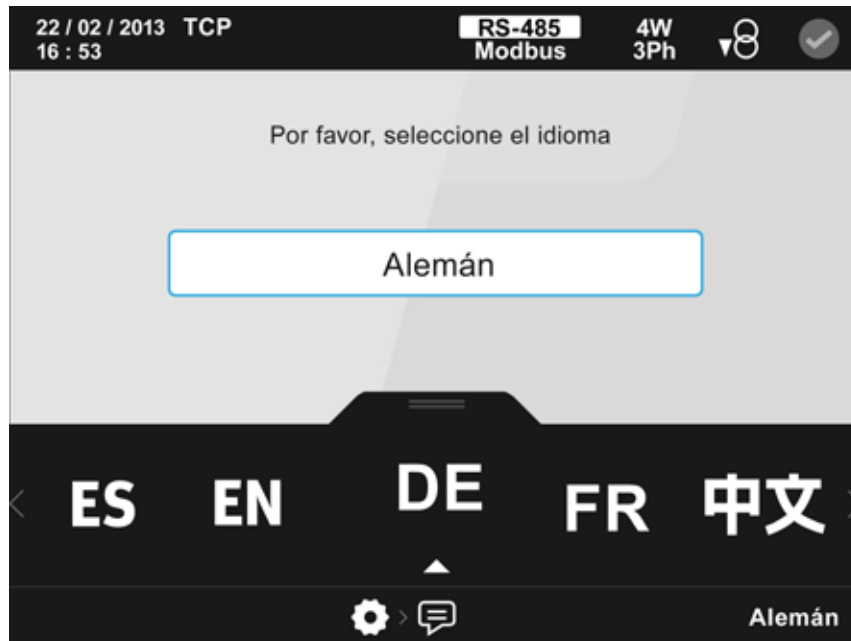 22 / 02 / 2013 TCP RS-485 4W
16 : 53 Modbus 3Ph
Por favor, seleccione el idioma
Alemán
ES EN DE FR 中文
Alemán